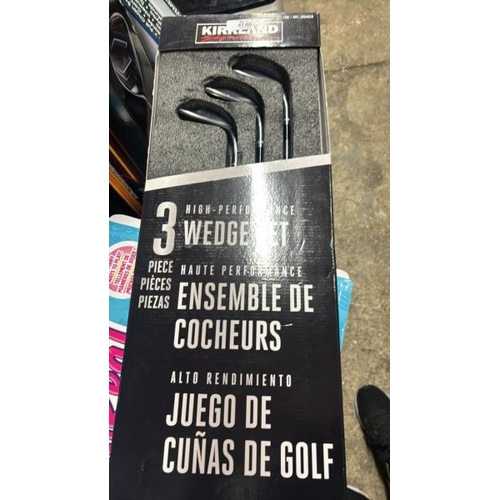 KIRKLAND
Signature
3
PIECE
PIÈCES
PIEZAS
HIGH-PERFORMANCE
WEDGE SET
HAUTE PERFORMANCE
ENSEMBLE DE
COCHEURS
ALTO RENDIMIENTO
JUEGO DE
CUÑAS DE GOLF